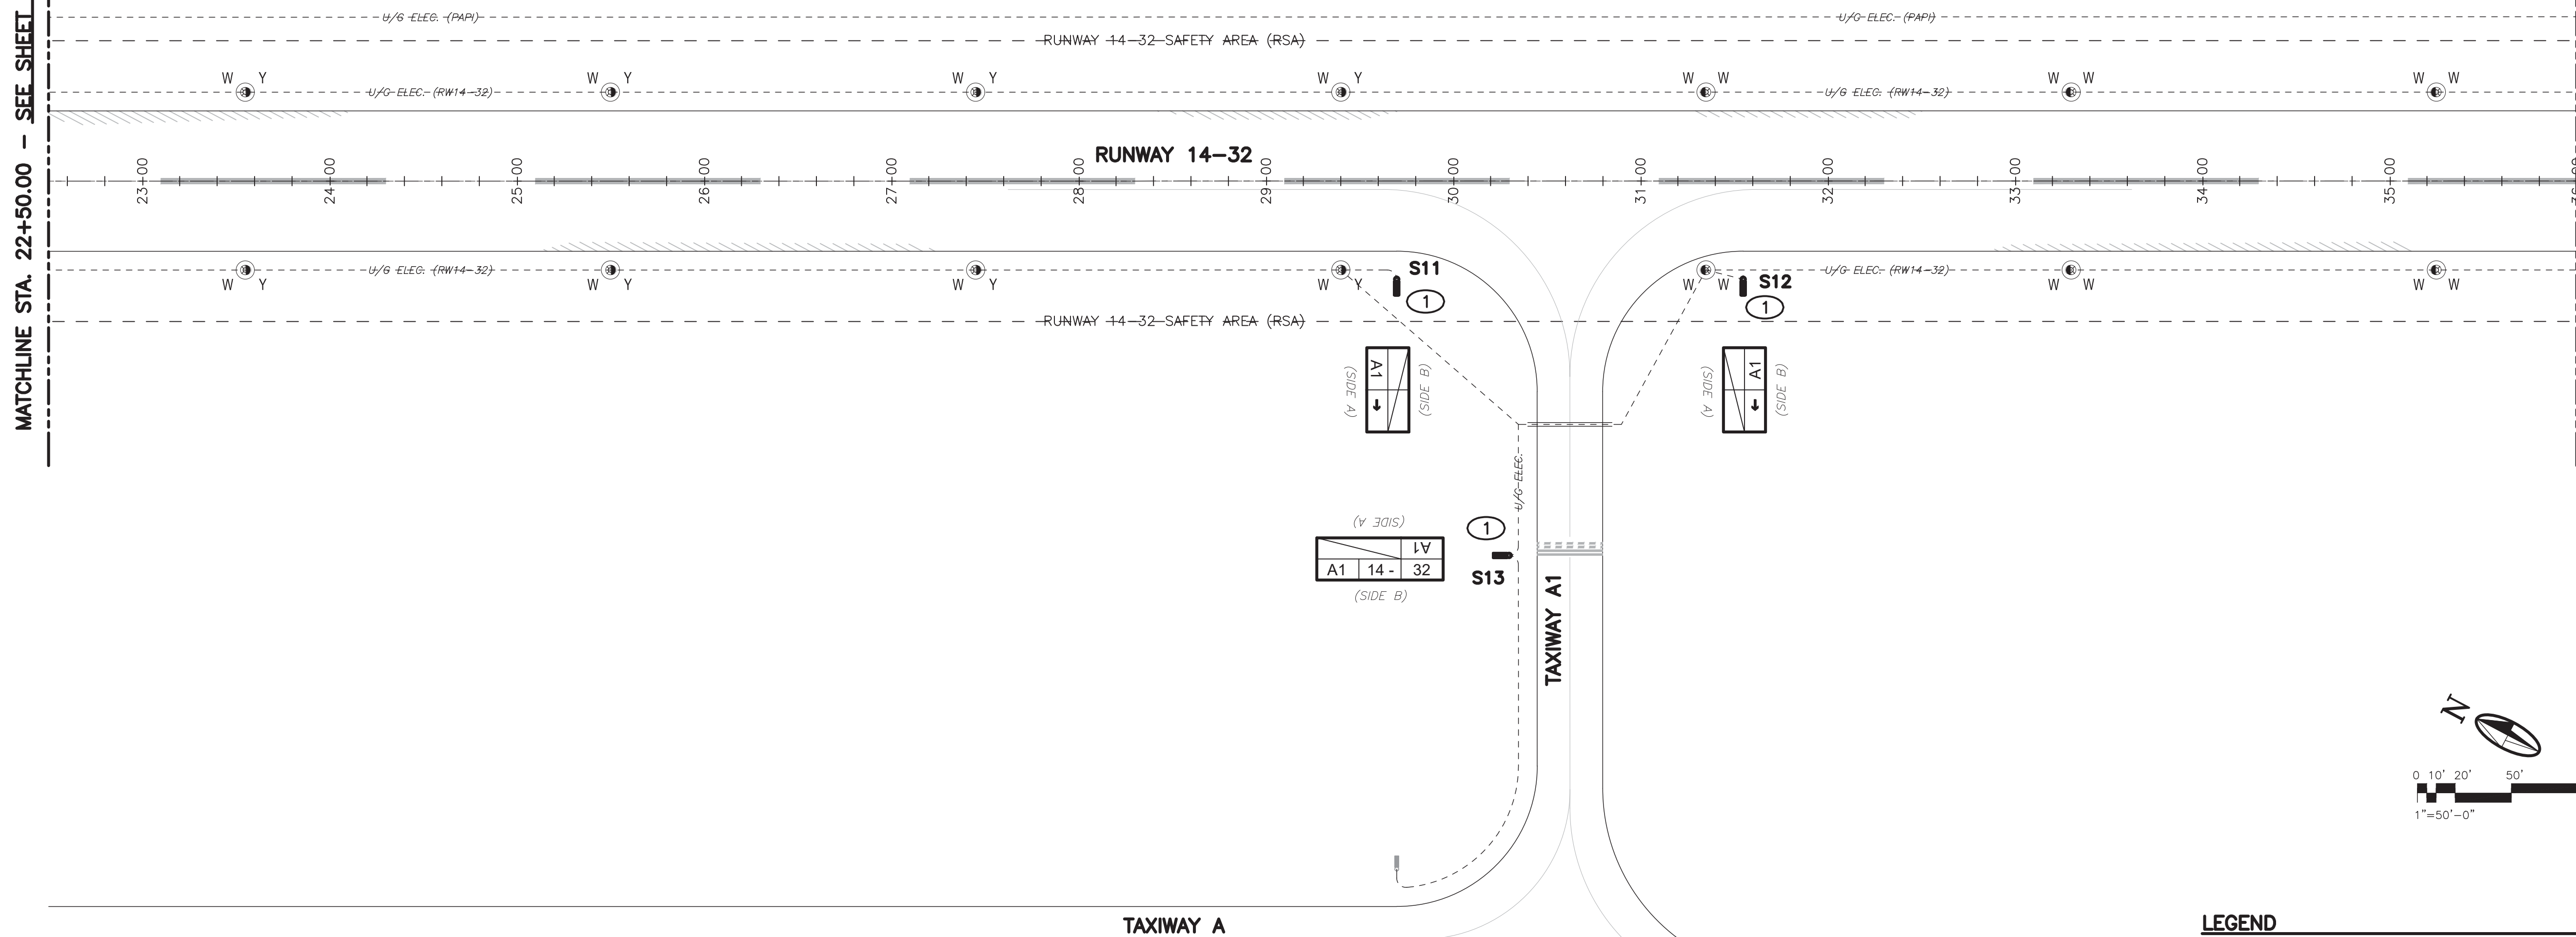 MATCHLINE STA. 22+50.00 - SEE SHEET
U/G ELEC. (PAPI)
U/G ELEC. (PAPI)
RUNWAY 14-32 SAFETY AREA (RSA)
W Y
W Y
W Y
W Y
W W
W W
W W
U/G ELEC. (RW14-32)
U/G ELEC. (RW14-32)
RUNWAY 14-32
23+00
24+00
25+00
26+00
27+00
28+00
29+00
30+00
31+00
32+00
33+00
34+00
35+00
U/G ELEC. (RW14-32)
U/G ELEC. (RW14-32)
W Y
W Y
W Y
W Y
W W
W W
W W
S11
1
S12
1
RUNWAY 14-32 SAFETY AREA (RSA)
(SIDE A)
A1
(SIDE B)
(SIDE A)
A1
(SIDE B)
U/G ELEC.
(SIDE A)
A1
A1 14 - 32
(SIDE B)
1
S13
TAXIWAY A1
TAXIWAY A
N
0 10' 20' 50'
1"=50'-0"
LEGEND